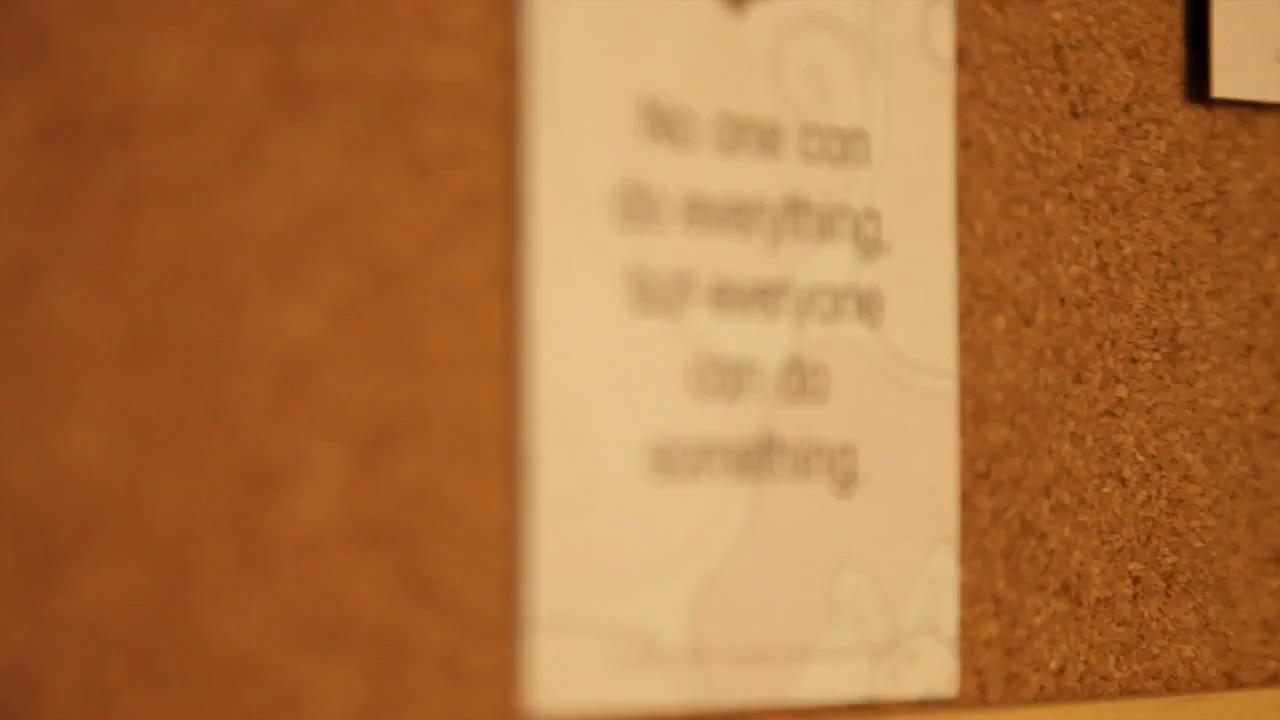 No one can
do everything,
but everyone
can do
something.